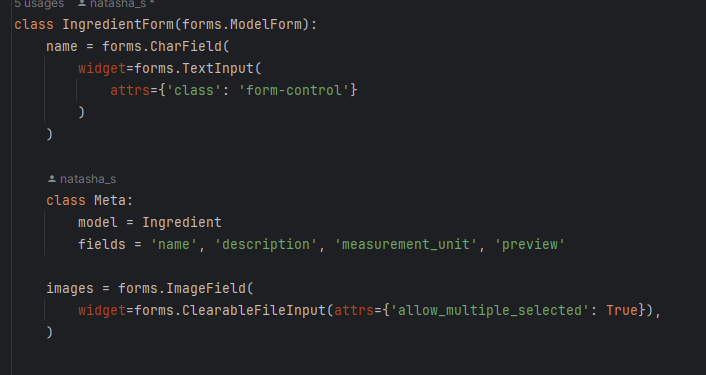 5 usages natasha_s *
class IngredientForm(forms.ModelForm):
    name = forms.CharField(
        widget=forms.TextInput(
            attrs={'class': 'form-control'}
        )
    )
    natasha_s
    class Meta:
        model = Ingredient
        fields = 'name', 'description', 'measurement_unit', 'preview'
    images = forms.ImageField(
        widget=forms.ClearableFileInput(attrs={'allow_multiple_selected': True}),
    )